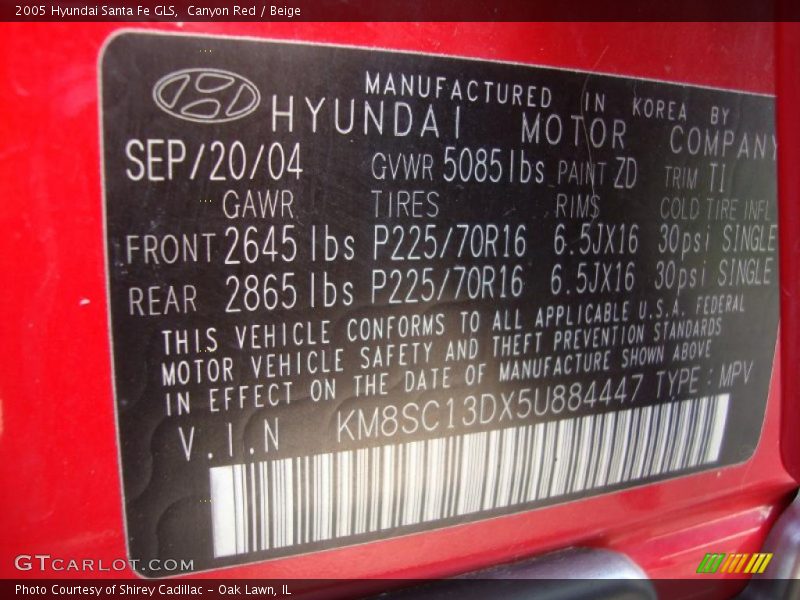 2005 Hyundai Santa Fe GLS,  Canyon Red / Beige
MANUFACTURED IN KOREA BY
HYUNDAI MOTOR COMPANY
SEP/20/04 GVWR 5085lbs PAINT ZD TRIM TI
GAWR TIRES RIMS COLD TIRE INFL
FRONT 2645 lbs P225/70R16 6.5JX16 30psi SINGLE
REAR 2865 lbs P225/70R16 6.5JX16 30psi SINGLE
THIS VEHICLE CONFORMS TO ALL APPLICABLE U.S.A. FEDERAL
MOTOR VEHICLE SAFETY AND THEFT PREVENTION STANDARDS
IN EFFECT ON THE DATE OF MANUFACTURE SHOWN ABOVE
V.I.N KM8SC13DX5U884447 TYPE : MPV
GTCARLOT.COM
Photo Courtesy of Shirey Cadillac - Oak Lawn, IL